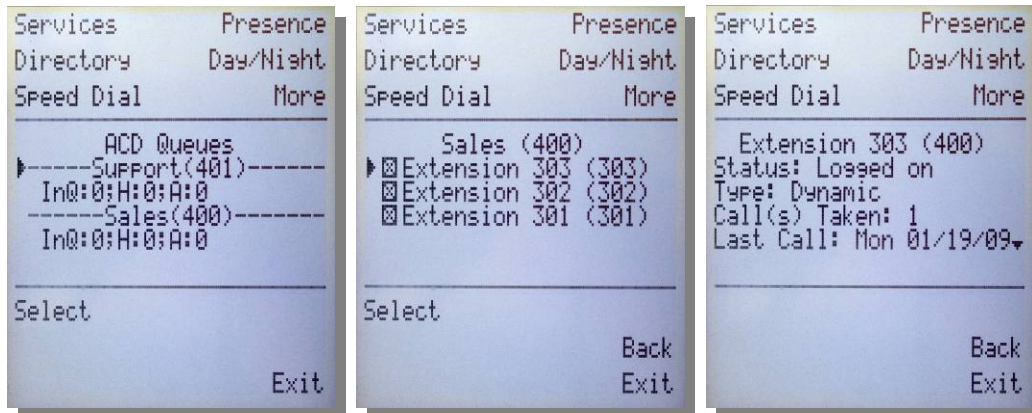 Services Presence
Directory Day/Night
Speed Dial More
ACD Queues
------Support(401)------
InQ:0;H:0;A:0
-------Sales(400)-------
InQ:0;H:0;A:0
Select
Exit
Services Presence
Directory Day/Night
Speed Dial More
Sales (400)
Extension 303 (303)
Extension 302 (302)
Extension 301 (301)
Select
Back
Exit
Services Presence
Directory Day/Night
Speed Dial More
Extension 303 (400)
Status: Logged on
Type: Dynamic
Call(s) Taken: 1
Last Call: Mon 01/19/09
Back
Exit